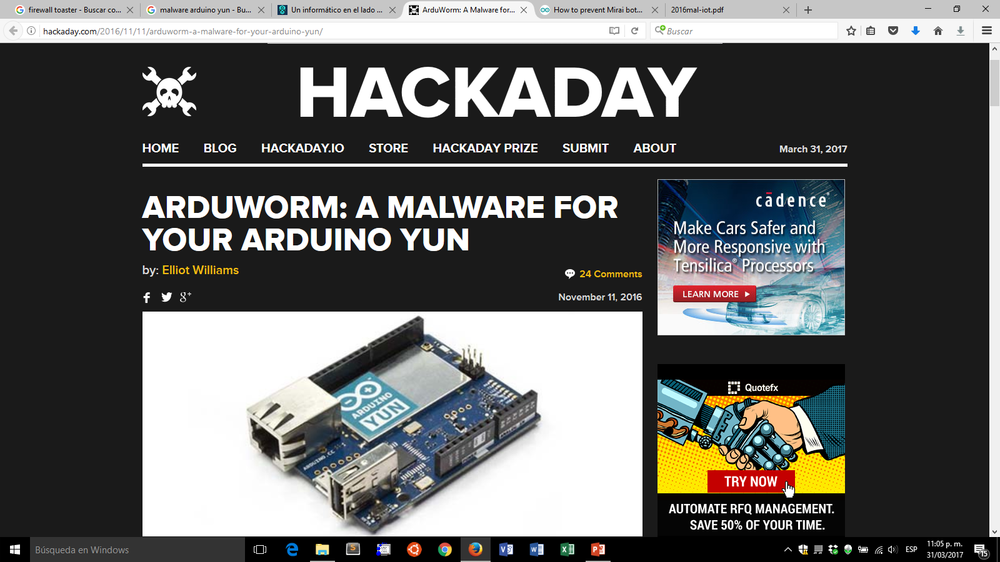 firewall toaster - Buscar co...
malware arduino yun - Bu...
Un informático en el lado ...
ArduWorm: A Malware for...
How to prevent Mirai bot...
2016mal-iot.pdf
hackaday.com/2016/11/11/arduworm-a-malware-for-your-arduino-yun/
Buscar
HACKADAY
HOME BLOG HACKADAY.IO STORE HACKADAY PRIZE SUBMIT ABOUT
March 31, 2017
ARDUWORM: A MALWARE FOR
YOUR ARDUINO YUN
by: Elliot Williams
24 Comments
November 11, 2016
ARDUINO
YUN
ARDUINO.CC
cādence®
Make Cars Safer and
More Responsive with
Tensilica® Processors
LEARN MORE
Quotefx
TRY NOW
AUTOMATE RFQ MANAGEMENT.
SAVE 50% OF YOUR TIME.
Búsqueda en Windows
ESP
11:05 p. m.
31/03/2017
15